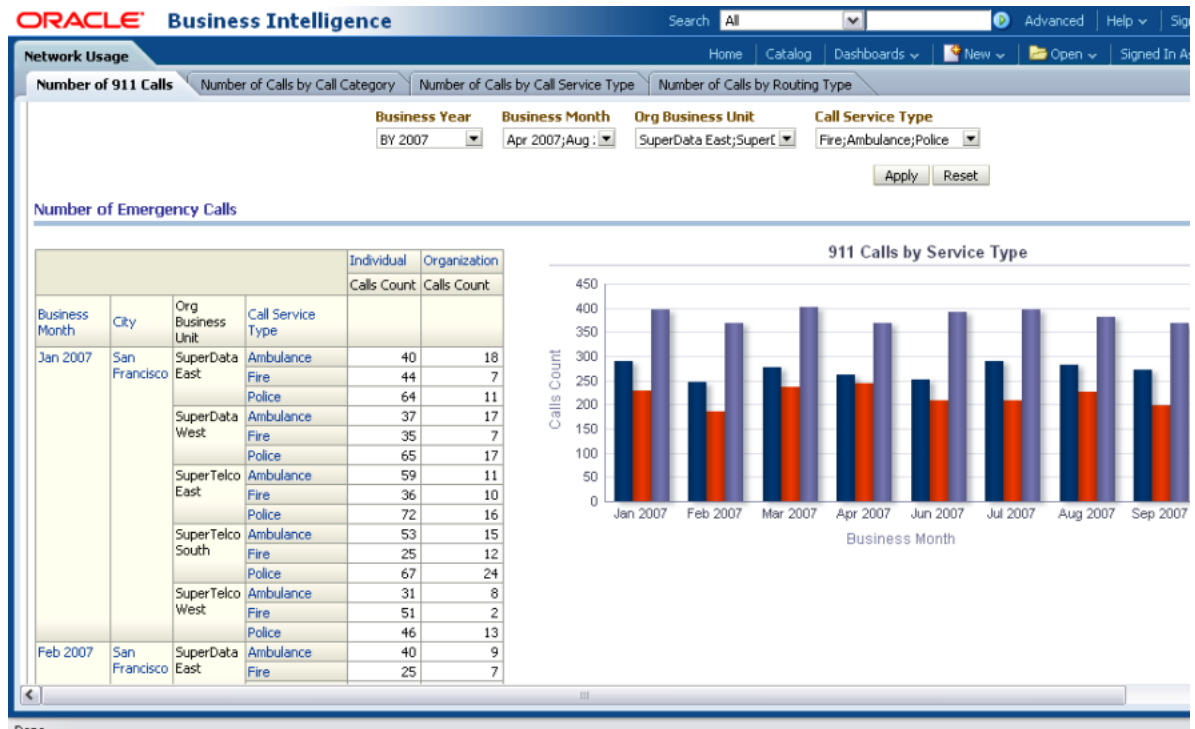 ORACLE Business Intelligence
Search All Advanced Help Sig
Network Usage
Home Catalog Dashboards New Open Signed In As
Number of 911 Calls Number of Calls by Call Category Number of Calls by Call Service Type Number of Calls by Routing Type
Business Year Business Month Org Business Unit Call Service Type
BY 2007 Apr 2007;Aug SuperData East;Super Fire;Ambulance;Police
Apply Reset
Number of Emergency Calls
Individual Organization
Calls Count Calls Count
Business Month City Org Business Unit Call Service Type
Jan 2007 San Francisco SuperData East Ambulance 40 18
Fire 44 7
Police 64 11
SuperData West Ambulance 37 17
Fire 35 7
Police 65 17
SuperTelco East Ambulance 59 11
Fire 36 10
Police 72 16
SuperTelco South Ambulance 53 15
Fire 25 12
Police 67 24
SuperTelco West Ambulance 31 8
Fire 51 2
Police 46 13
Feb 2007 San Francisco SuperData East Ambulance 40 9
Fire 25 7
911 Calls by Service Type
Calls Count
450
400
350
300
250
200
150
100
50
0
Jan 2007 Feb 2007 Mar 2007 Apr 2007 Jun 2007 Jul 2007 Aug 2007 Sep 2007
Business Month